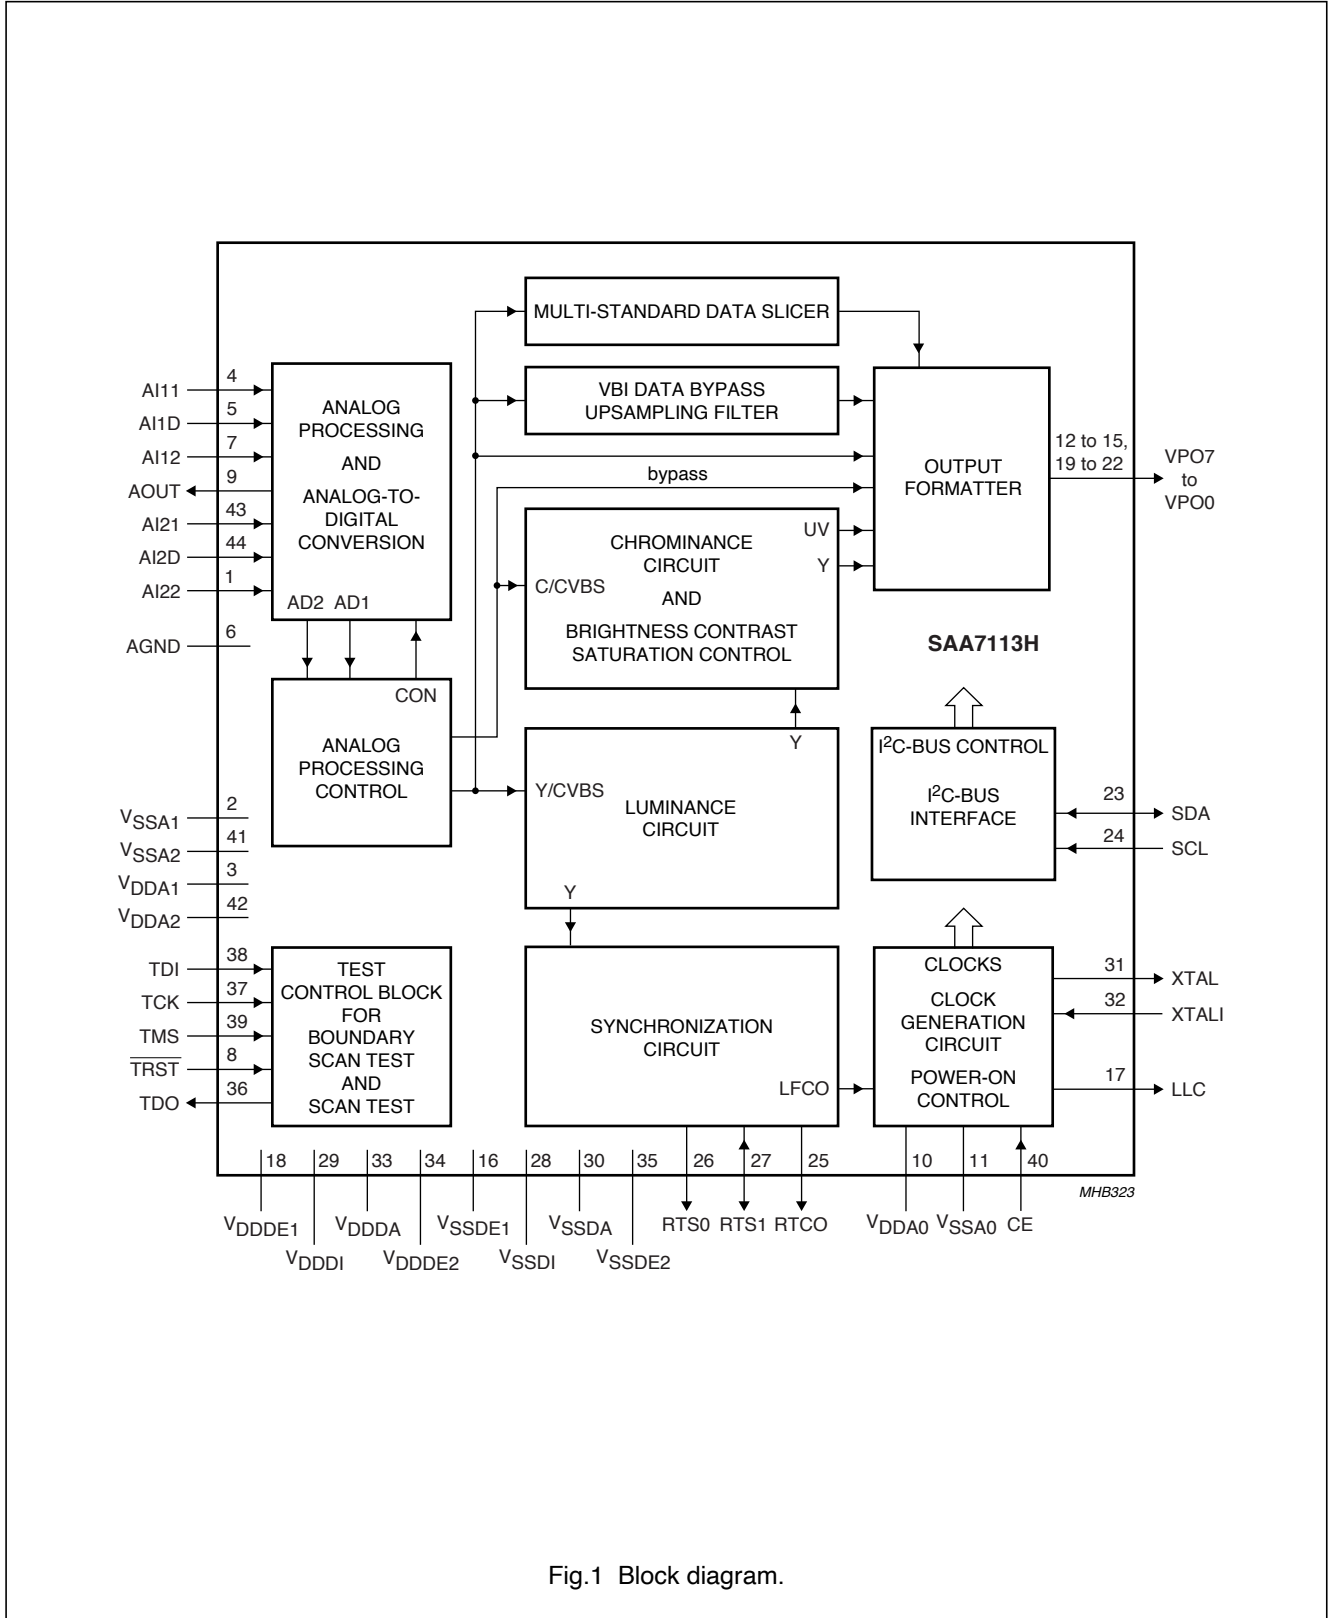 MULTI-STANDARD DATA SLICER
VBI DATA BYPASS
UPSAMPLING FILTER
AI11
4
AI1D
5
AI12
7
AOUT
9
AI21
43
AI2D
44
AI22
1
AGND
6
ANALOG
PROCESSING
AND
ANALOG-TO-
DIGITAL
CONVERSION
AD2 AD1
bypass
OUTPUT
FORMATTER
12 to 15,
19 to 22
VPO7
to
VPO0
CHROMINANCE
CIRCUIT
AND
BRIGHTNESS CONTRAST
SATURATION CONTROL
C/CVBS
UV
Y
SAA7113H
CON
ANALOG
PROCESSING
CONTROL
Y
Y/CVBS
LUMINANCE
CIRCUIT
Y
I2C-BUS CONTROL
I2C-BUS
INTERFACE
23
SDA
24
SCL
VSSA1
2
VSSA2
41
VDDA1
3
VDDA2
42
TDI
38
TCK
37
TMS
39
TRST
8
TDO
36
TEST
CONTROL BLOCK
FOR
BOUNDARY
SCAN TEST
AND
SCAN TEST
SYNCHRONIZATION
CIRCUIT
LFCO
CLOCKS
CLOCK
GENERATION
CIRCUIT
POWER-ON
CONTROL
31
XTAL
32
XTALI
17
LLC
18 29 33 34 16 28 30 35 26 27 25 10 11 40
MHB323
VDDDE1 VDDDA VSSDE1 VSSDA RTS0 RTS1 RTCO VDDA0 VSSA0 CE
VDDDI VDDDE2 VSSDI VSSDE2
Fig.1 Block diagram.